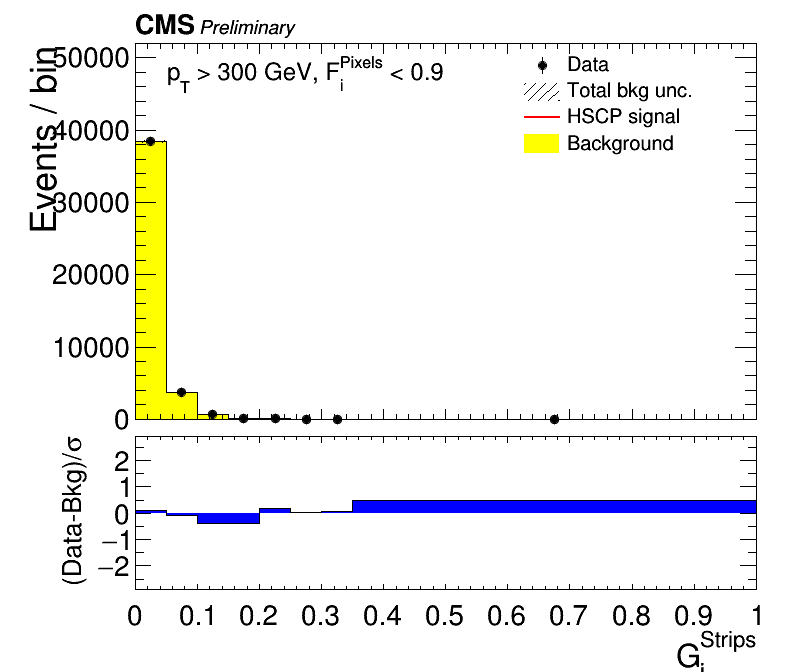 CMS Preliminary
Events / bin
50000
40000
30000
20000
10000
0
p_T > 300 GeV, F_i^Pixels < 0.9
Data
Total bkg unc.
HSCP signal
Background
(Data-Bkg)/σ
2
1
0
−1
−2
0 0.1 0.2 0.3 0.4 0.5 0.6 0.7 0.8 0.9 1
G_i^Strips